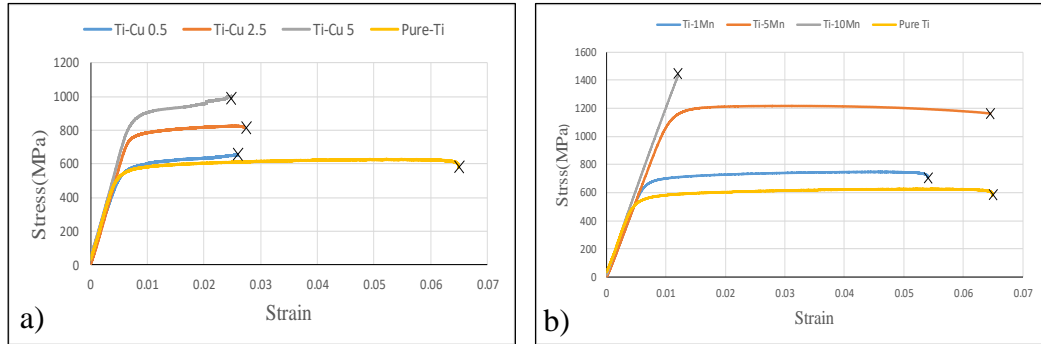 Ti-Cu 0.5 Ti-Cu 2.5 Ti-Cu 5 Pure-Ti
1200
1000
800
600
400
200
0
0 0.01 0.02 0.03 0.04 0.05 0.06 0.07
Stress(MPa)
Strain
a)
Ti-1Mn Ti-5Mn Ti-10Mn Pure Ti
1600
1400
1200
1000
800
600
400
200
0
0 0.01 0.02 0.03 0.04 0.05 0.06 0.07
Strss(MPa)
Strain
b)